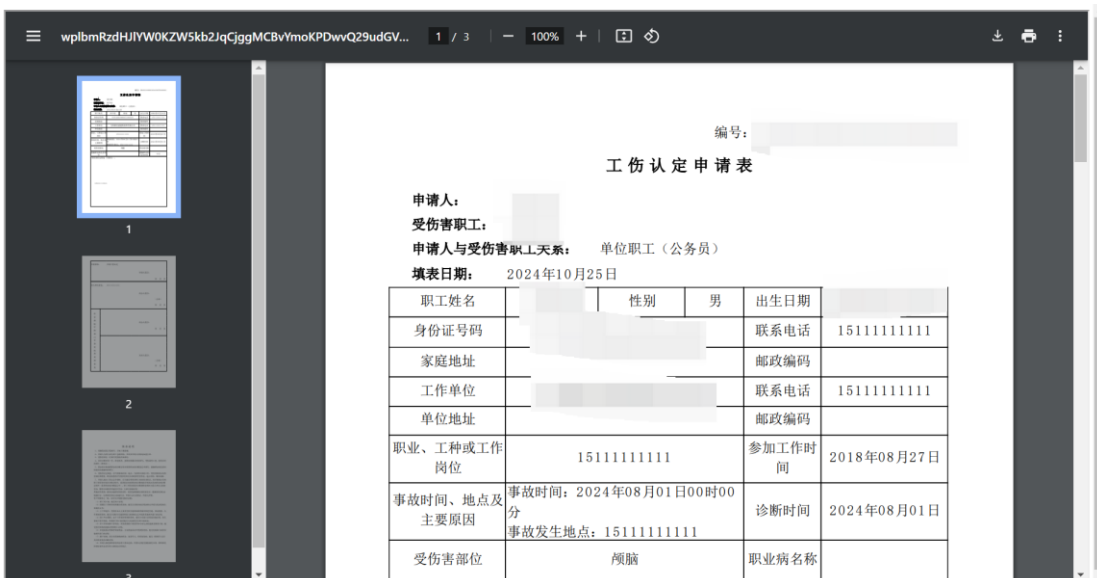 wplbmRzdHJlYW0KZW5kb2JqCjggMCBvYmoKPDwvQ29udGV... 1 / 3 100%
编号:
工伤认定申请表
申请人:
受伤害职工:
申请人与受伤害职工关系: 单位职工（公务员）
填表日期: 2024年10月25日
职工姓名 性别 男 出生日期
身份证号码 联系电话 15111111111
家庭地址 邮政编码
工作单位 联系电话 15111111111
单位地址 邮政编码
职业、工种或工作
岗位
15111111111
参加工作时
间
2018年08月27日
事故时间、地点及
主要原因
事故时间: 2024年08月01日00时00
分
事故发生地点: 15111111111
诊断时间 2024年08月01日
受伤害部位 颅脑 职业病名称
1
2
3